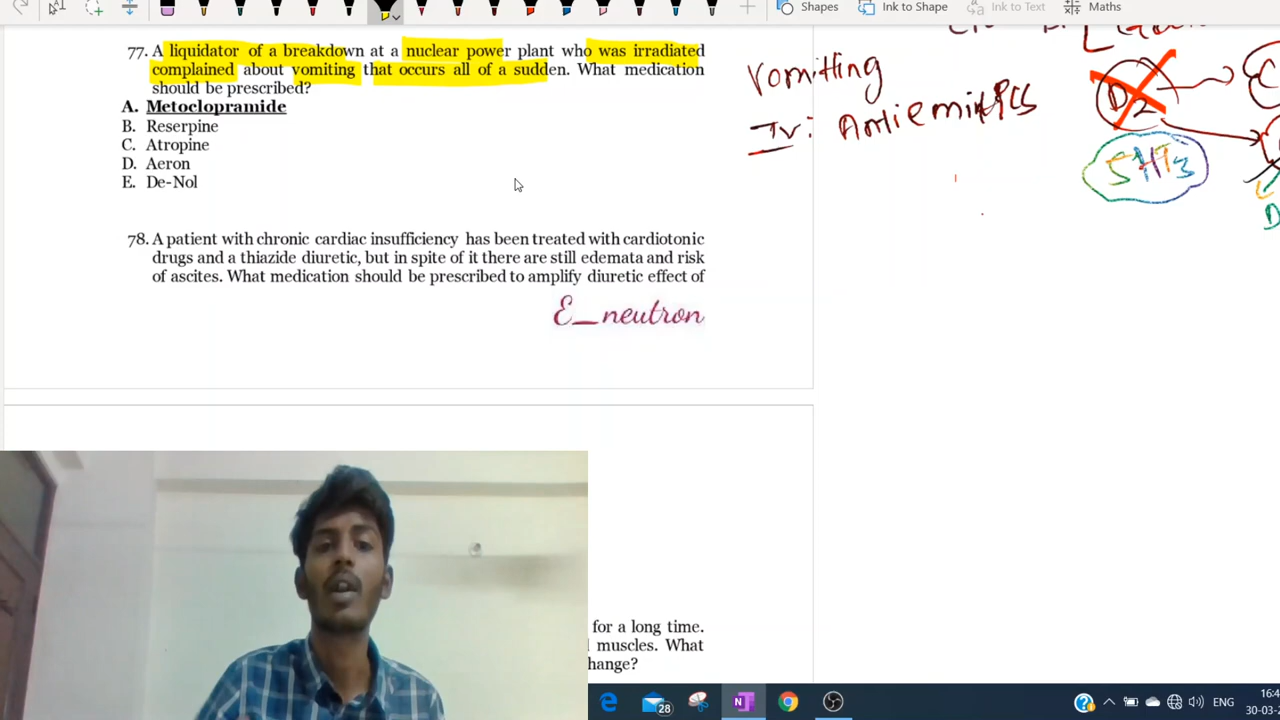 Shapes
Ink to Shape
Ink to Text
Maths
77. A liquidator of a breakdown at a nuclear power plant who was irradiated
complained about vomiting that occurs all of a sudden. What medication
should be prescribed?
A. Metoclopramide
B. Reserpine
C. Atropine
D. Aeron
E. De-Nol
78. A patient with chronic cardiac insufficiency has been treated with cardiotonic
drugs and a thiazide diuretic, but in spite of it there are still edemata and risk
of ascites. What medication should be prescribed to amplify diuretic effect of
E_neutron
for a long time.
muscles. What
hange?
Vomitting
IV: Antiemitics
D2
5HT3
D
28
ENG
16:4
30-03-2